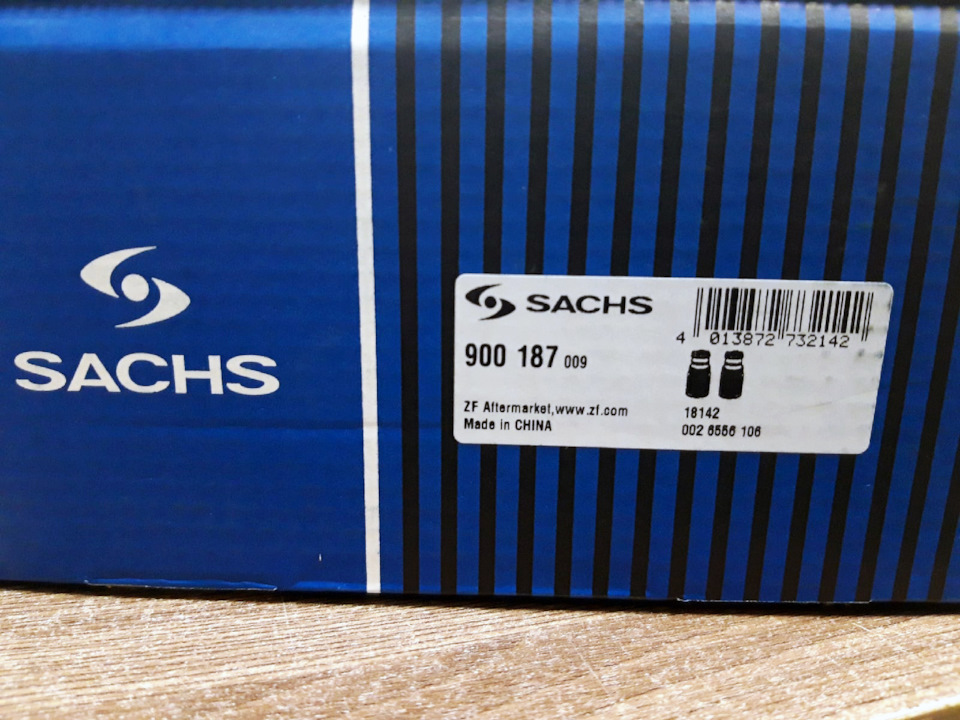 SACHS
SACHS
4 013872 732142
900 187 009
ZF Aftermarket,www.zf.com
Made in CHINA
18142
002 6556 106